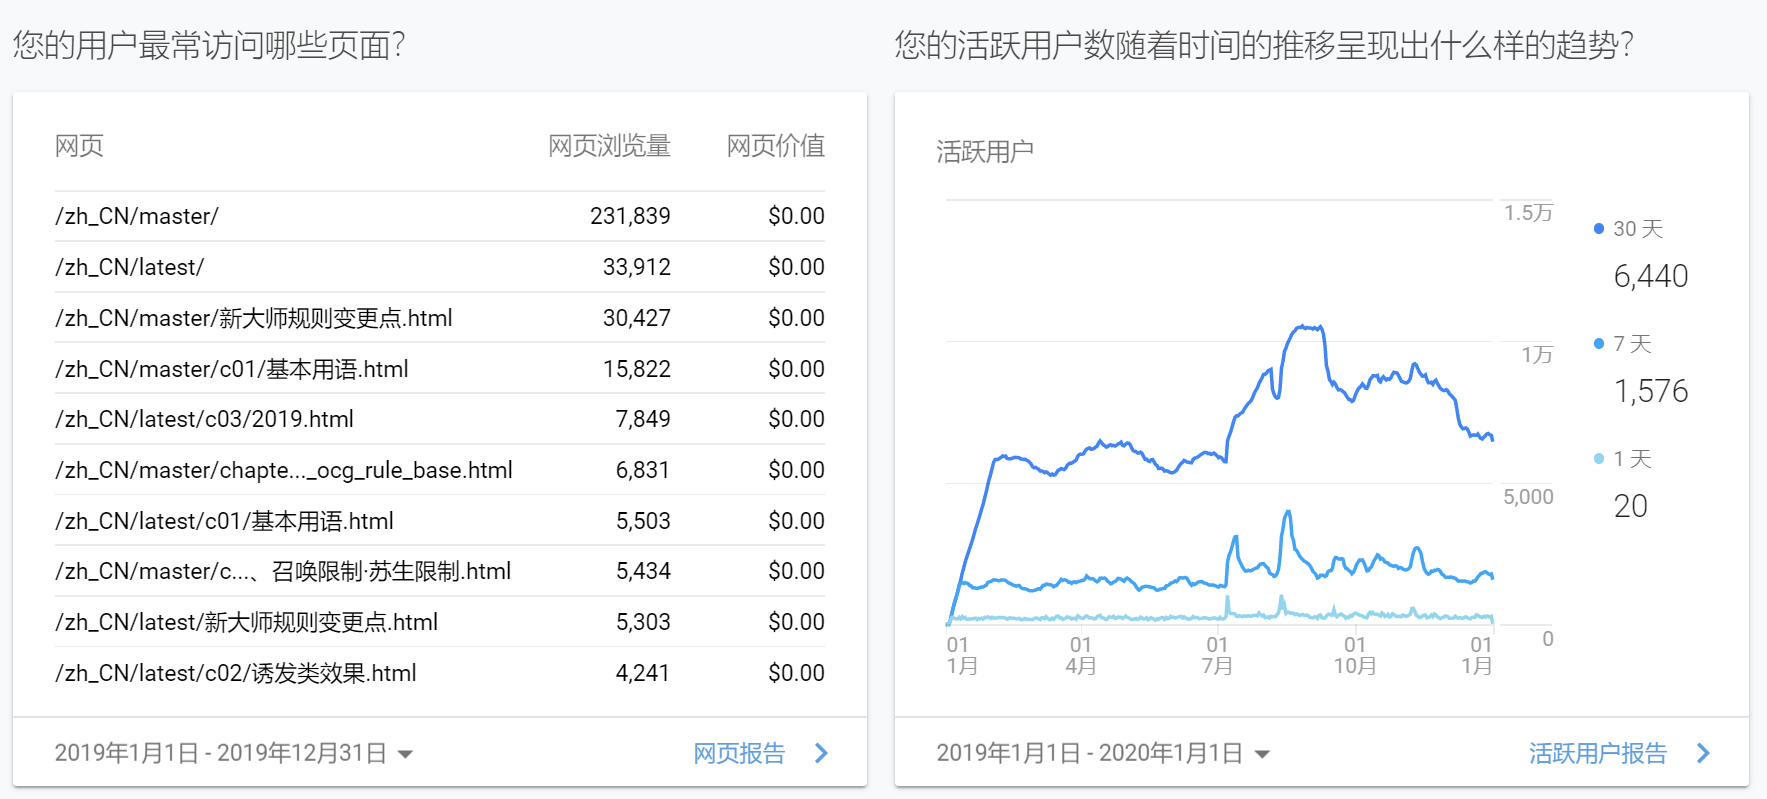 您的用户最常访问哪些页面?
网页 网页浏览量 网页价值
/zh_CN/master/ 231,839 $0.00
/zh_CN/latest/ 33,912 $0.00
/zh_CN/master/新大师规则变更点.html 30,427 $0.00
/zh_CN/master/c01/基本用语.html 15,822 $0.00
/zh_CN/latest/c03/2019.html 7,849 $0.00
/zh_CN/master/chapte..._ocg_rule_base.html 6,831 $0.00
/zh_CN/latest/c01/基本用语.html 5,503 $0.00
/zh_CN/master/c...、召唤限制·苏生限制.html 5,434 $0.00
/zh_CN/latest/新大师规则变更点.html 5,303 $0.00
/zh_CN/latest/c02/诱发类效果.html 4,241 $0.00
2019年1月1日 - 2019年12月31日 网页报告
您的活跃用户数随着时间的推移呈现出什么样的趋势?
活跃用户
1.5万
1万
5,000
0
01 01 01 01 01
1月 4月 7月 10月 1月
30 天
6,440
7 天
1,576
1 天
20
2019年1月1日 - 2020年1月1日 活跃用户报告